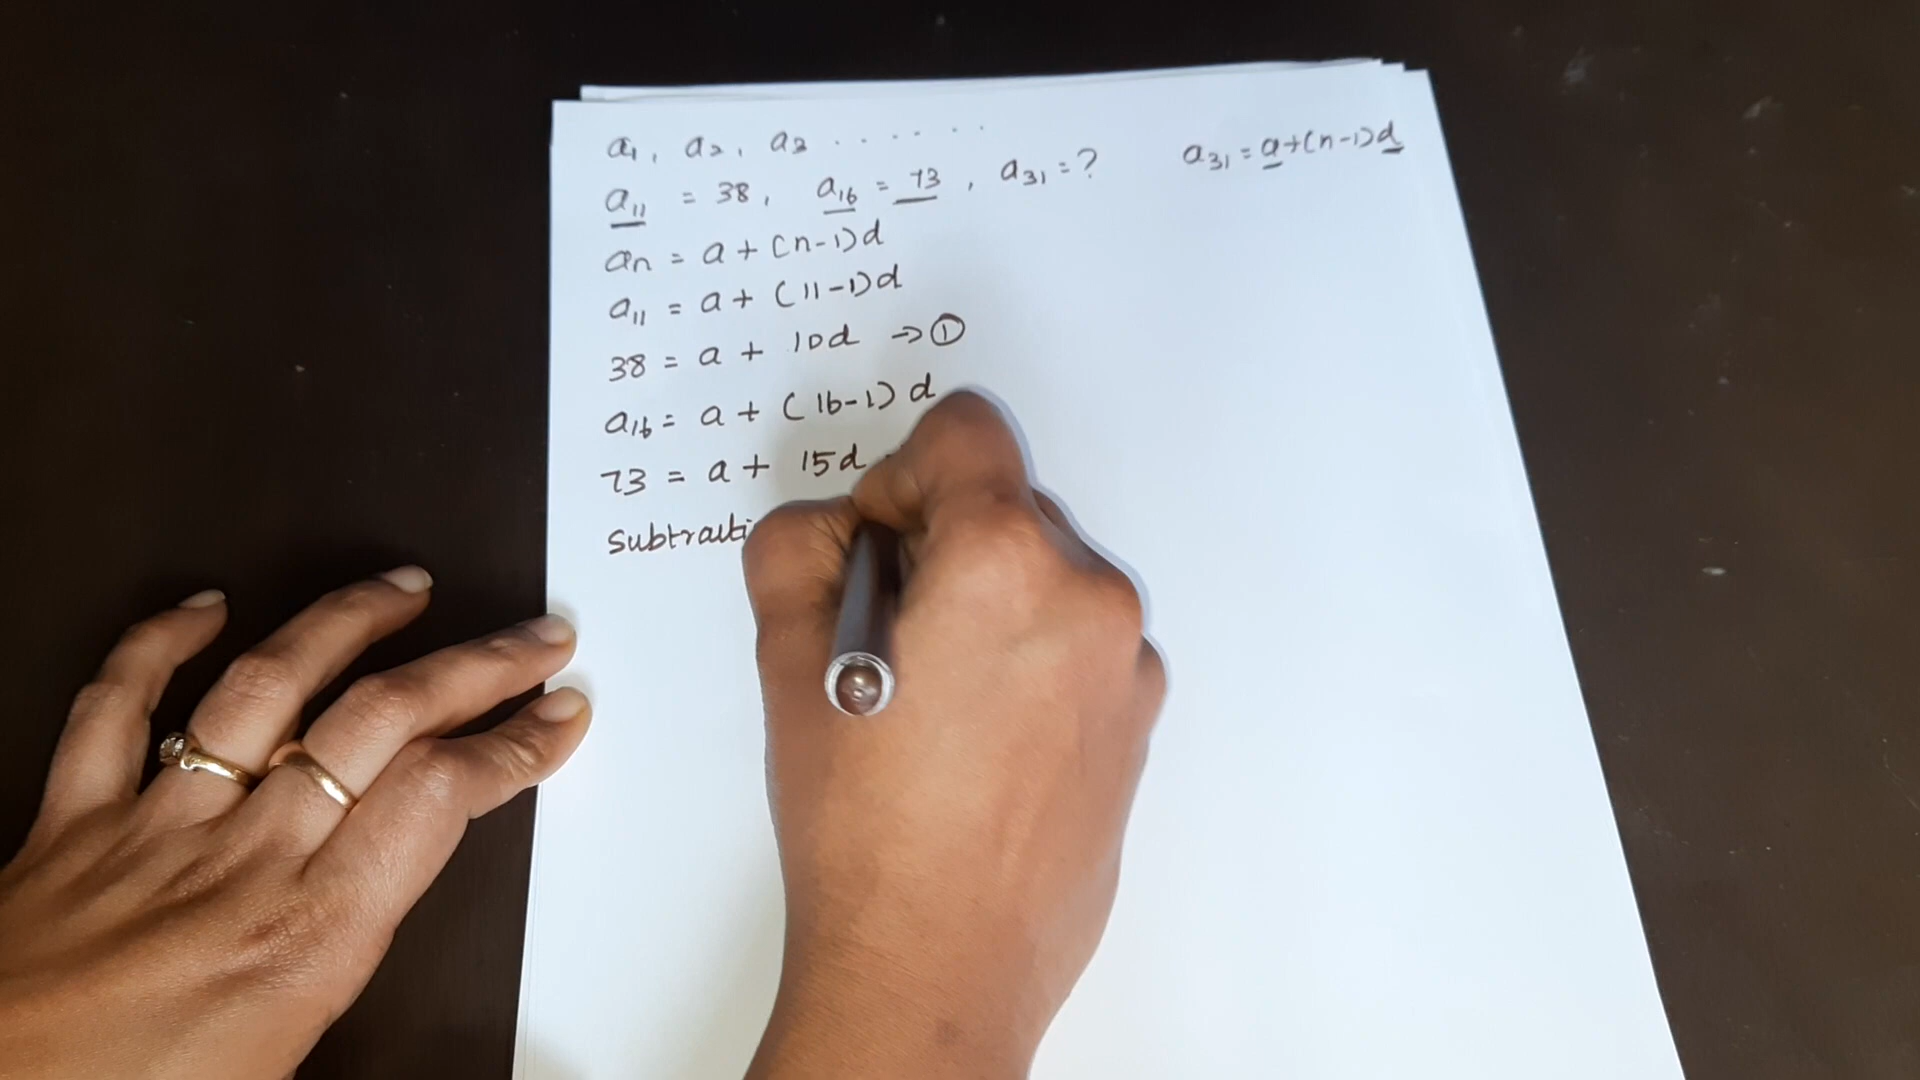 a₁, a₂, a₃ . . . . . .
a₁₁ = 38, a₁₆ = 73, a₃₁ = ? a₃₁ = a+(n-1)d
an = a + (n-1)d
a₁₁ = a + (11-1)d
38 = a + 10d → ①
a₁₆ = a + (16-1)d
73 = a + 15d